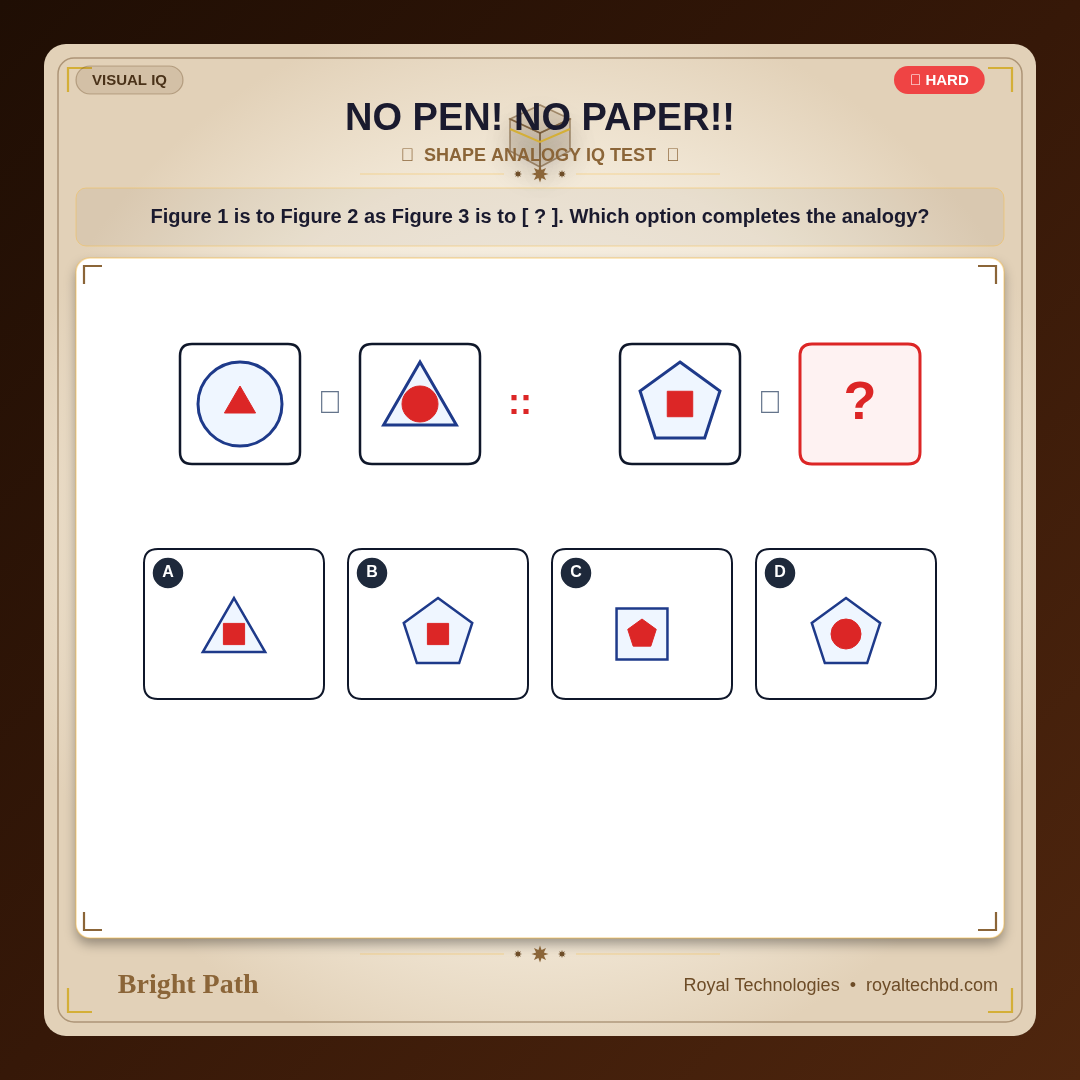 VISUAL IQ
HARD
NO PEN! NO PAPER!!
SHAPE ANALOGY IQ TEST
Figure 1 is to Figure 2 as Figure 3 is to [ ? ]. Which option completes the analogy?
::
?
A
B
C
D
Bright Path
Royal Technologies • royaltechbd.com